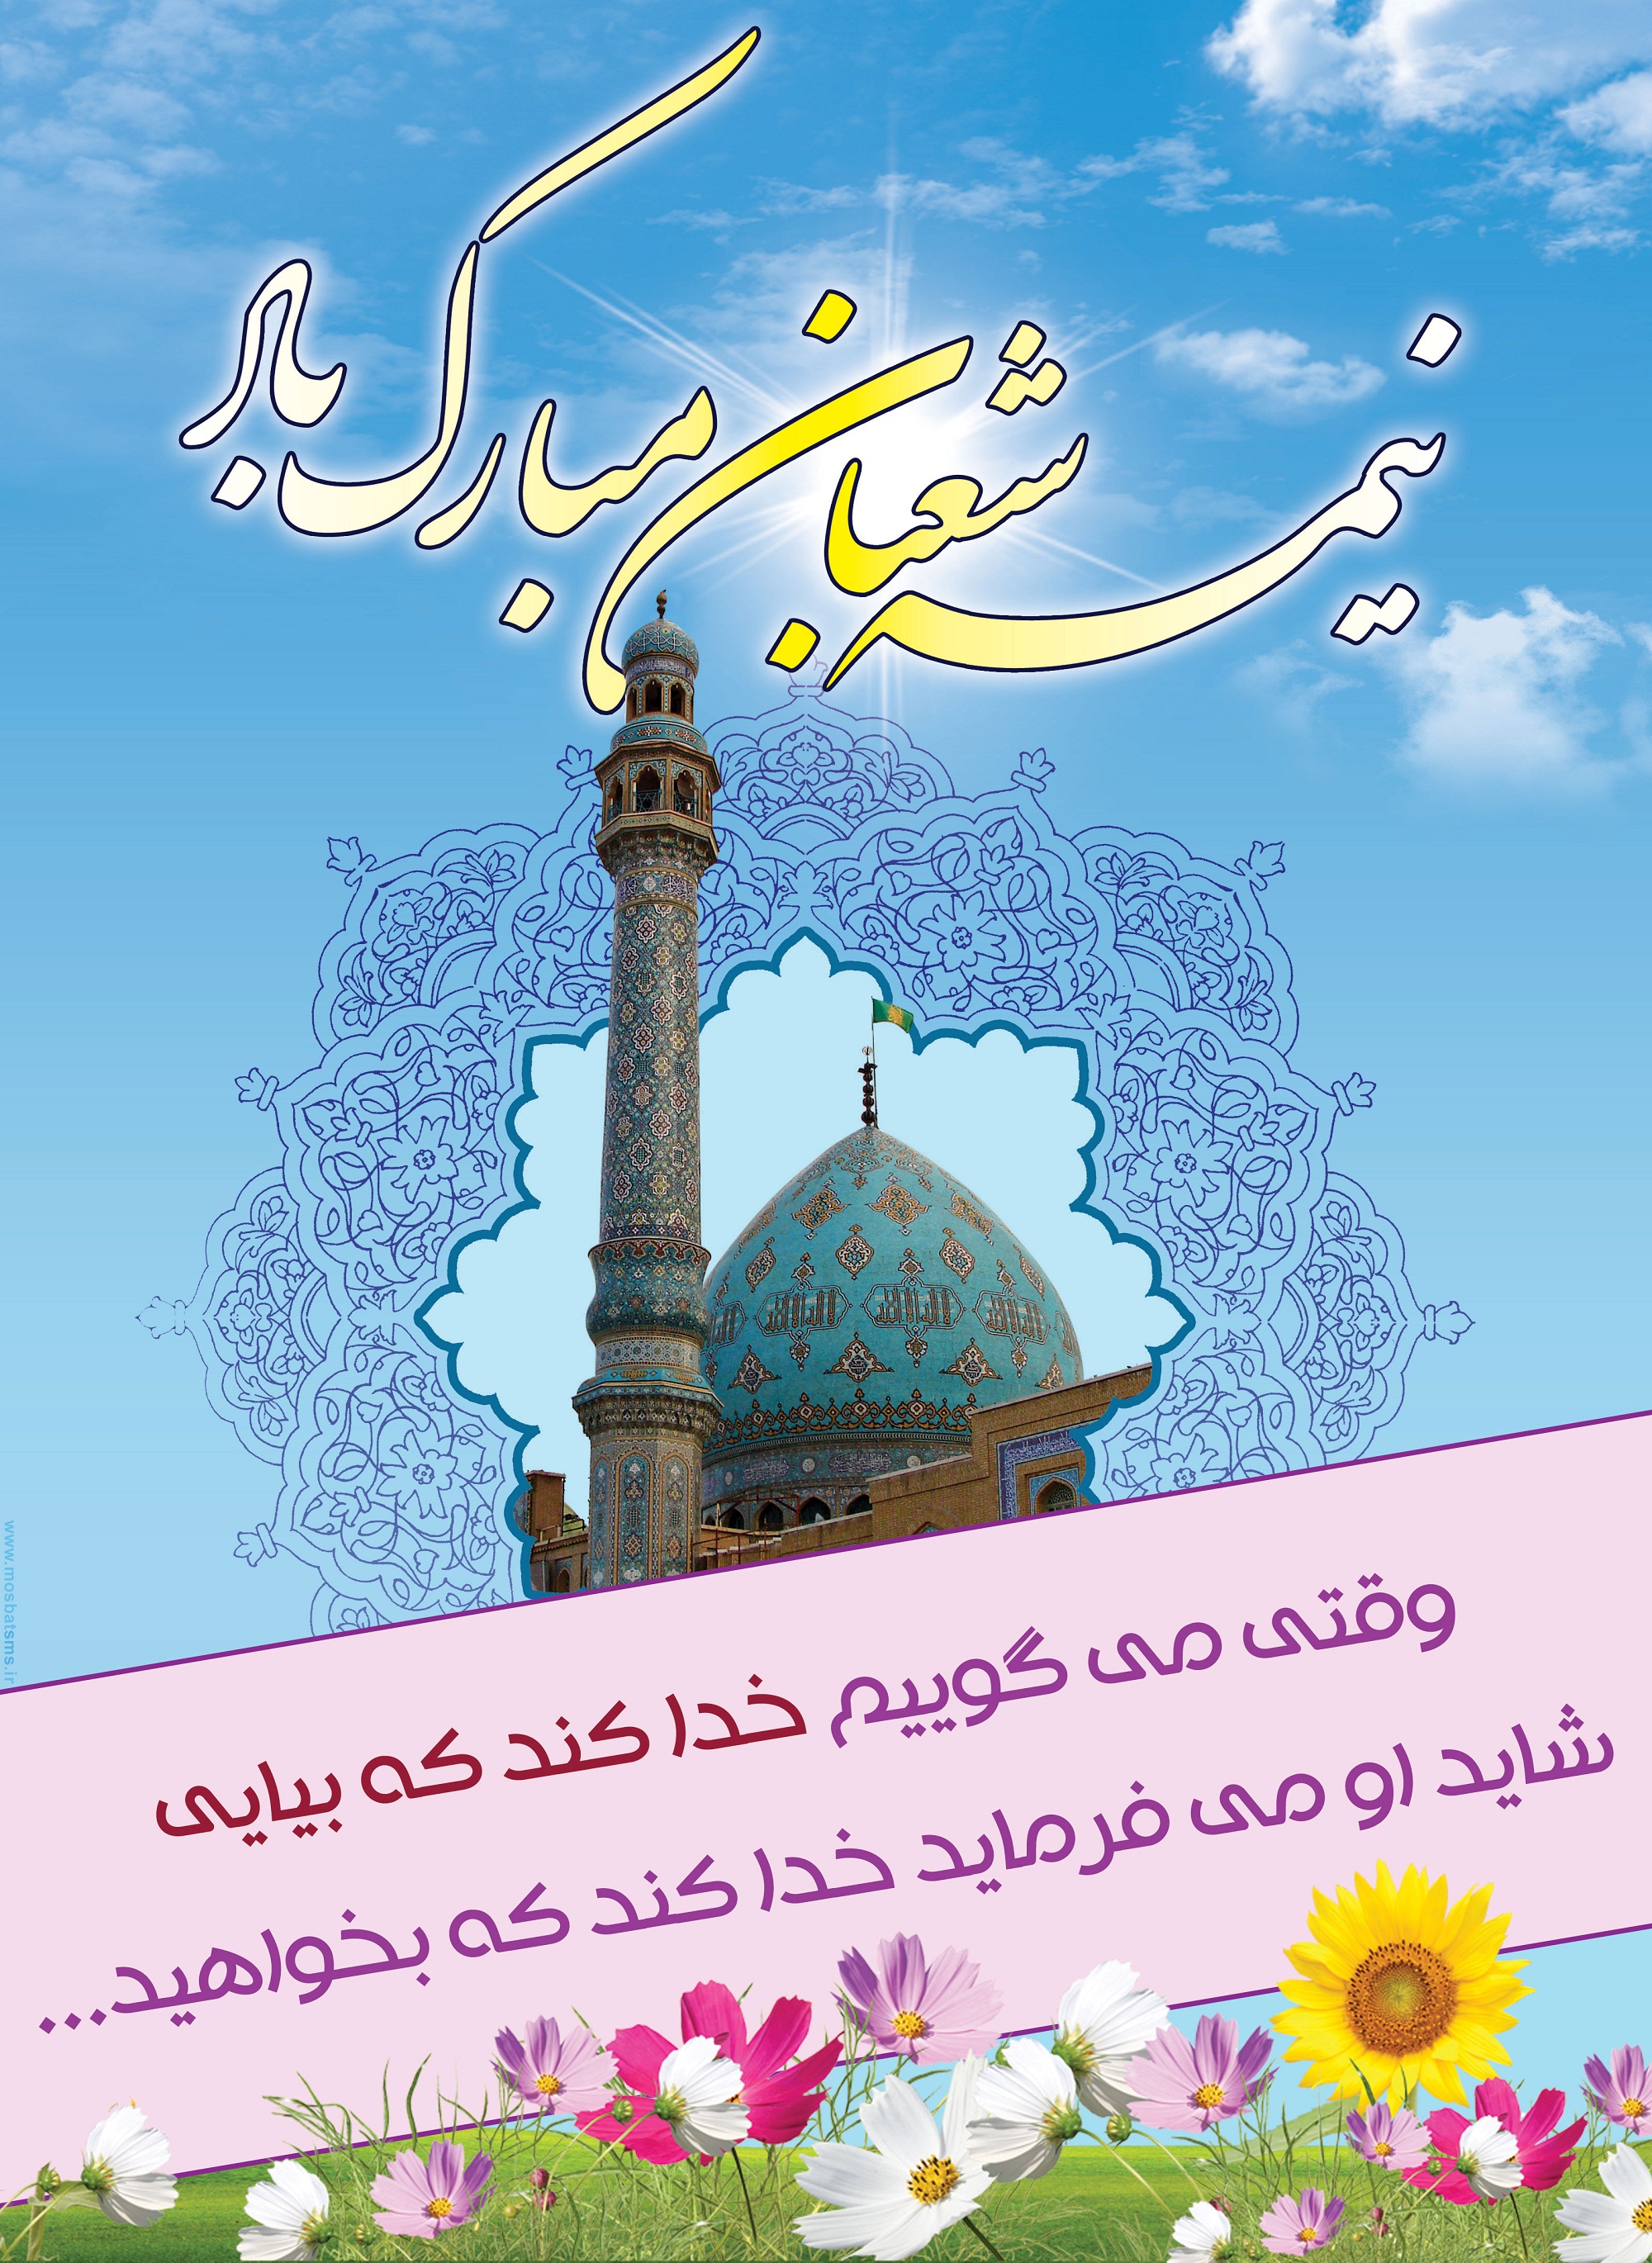 نیمه شعبان مبارک باد
وقتی می گوییم خدا کند که بیایی
شاید او می فرماید خدا کند که بخواهید...
www.mosbatsms.ir